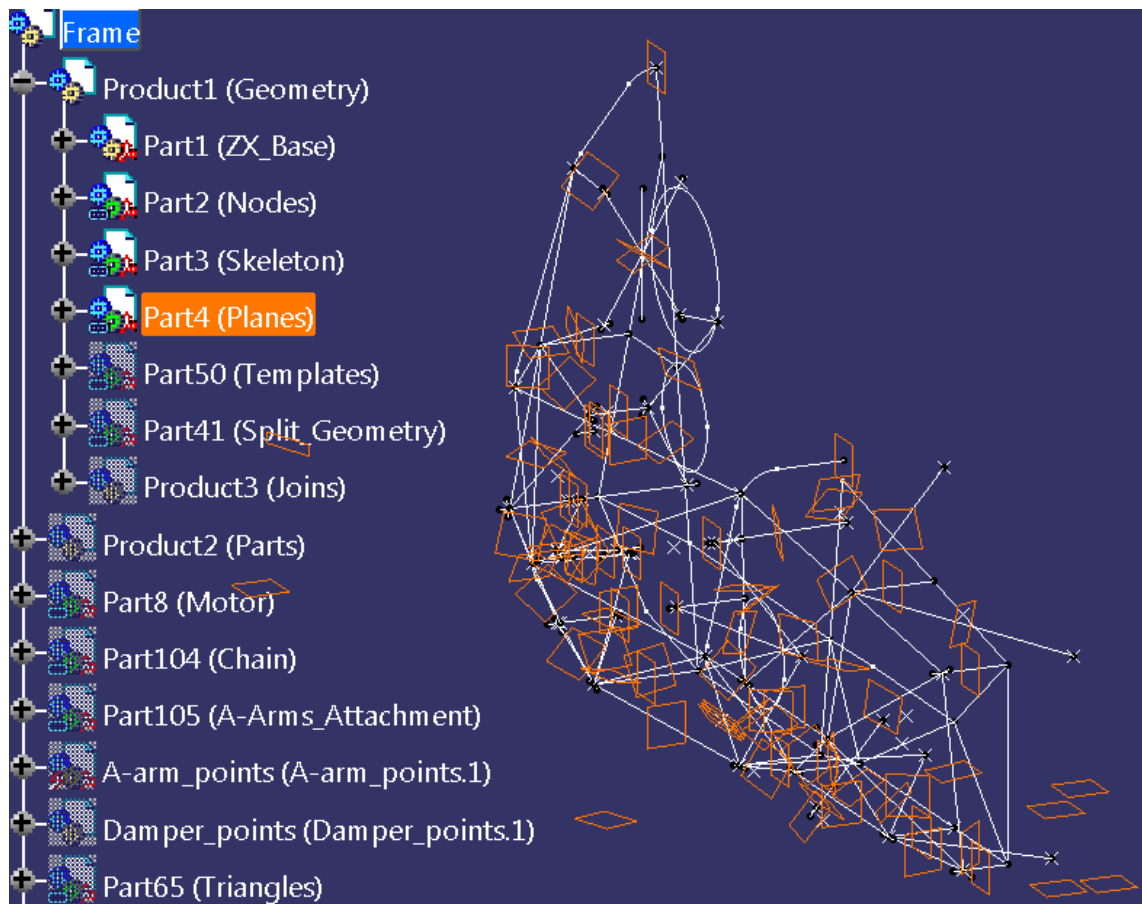 Frame
Product1 (Geometry)
Part1 (ZX_Base)
Part2 (Nodes)
Part3 (Skeleton)
Part4 (Planes)
Part50 (Templates)
Part41 (Split_Geometry)
Product3 (Joins)
Product2 (Parts)
Part8 (Motor)
Part104 (Chain)
Part105 (A-Arms_Attachment)
A-arm_points (A-arm_points.1)
Damper_points (Damper_points.1)
Part65 (Triangles)